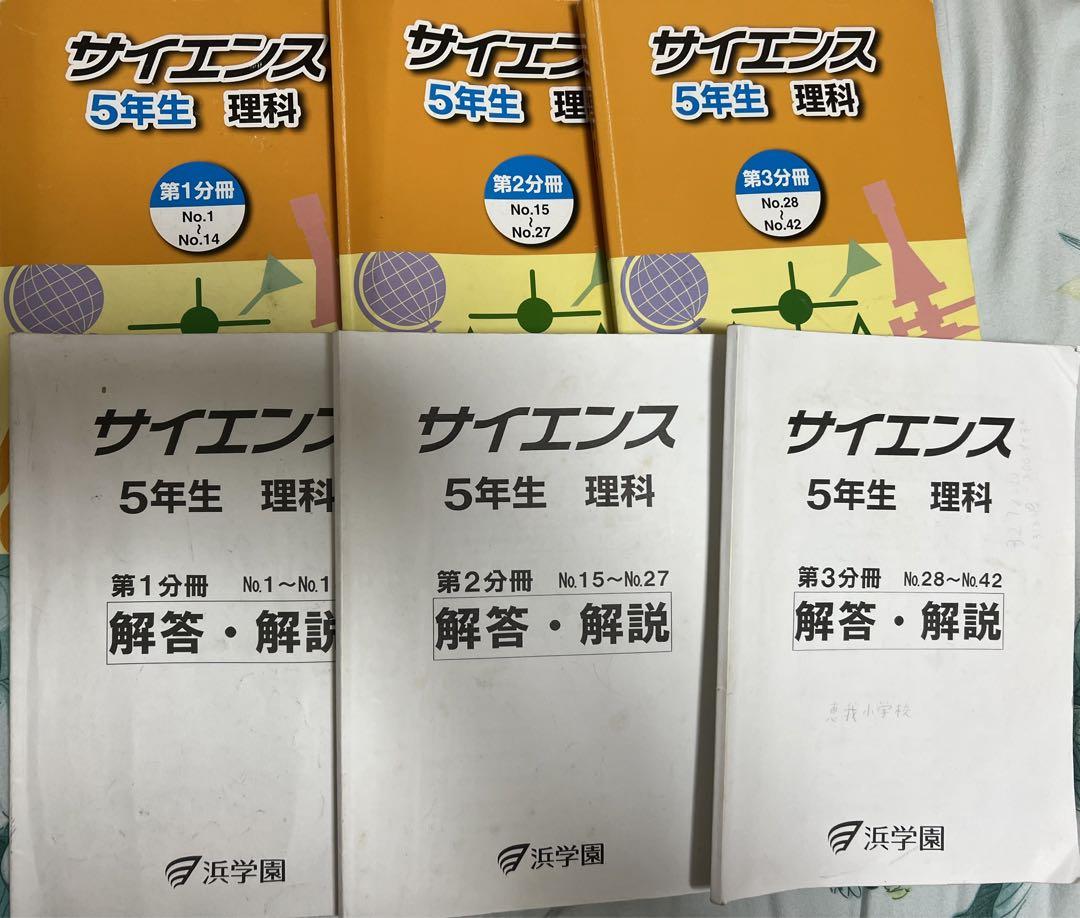 サイエンス
5年生 理科
第1分冊
No.1
~
No.14
サイエンス
5年生 理
第2分冊
No.15
~
No.27
サイエンス
5年生 理科
第3分冊
No.28
~
No.42
サイエンス
5年生 理科
第1分冊 No.1~No.1
解答・解説
浜学園
サイエンス
5年生 理科
第2分冊 No.15~No.27
解答・解説
浜学園
サイエンス
5年生 理科
第3分冊 No.28~No.42
解答・解説
恵我小学校
浜学園